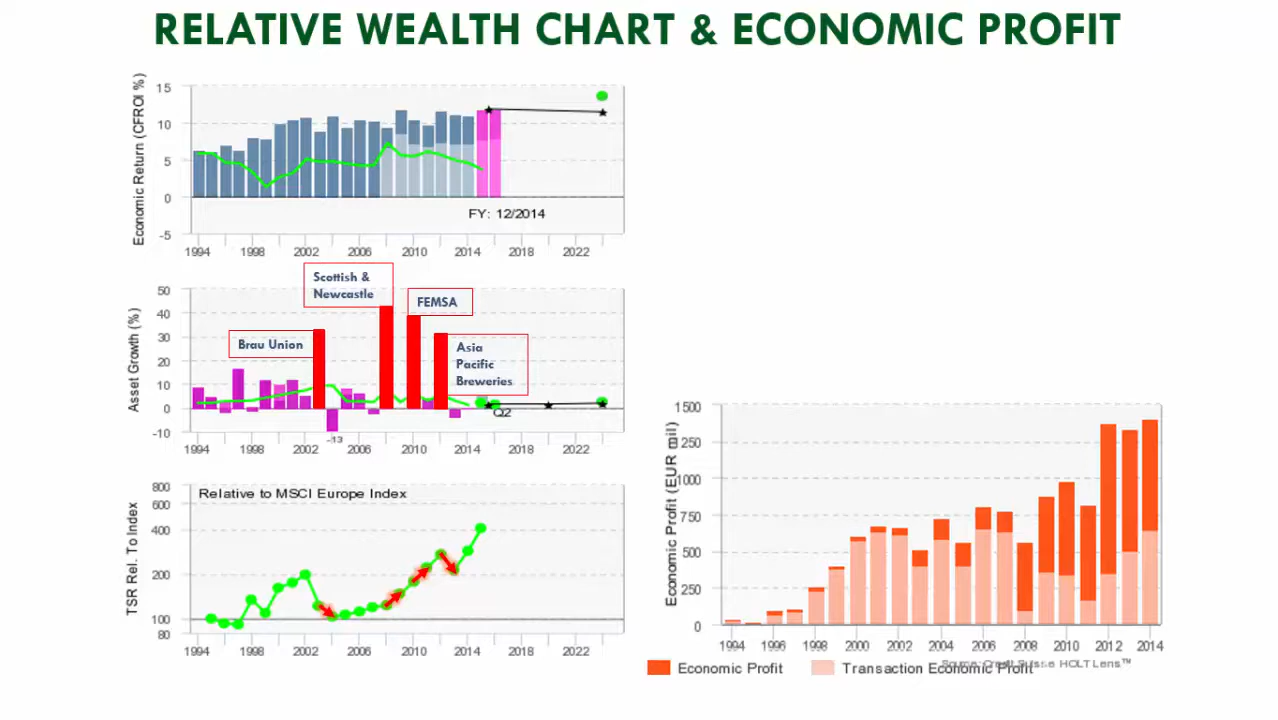 RELATIVE WEALTH CHART & ECONOMIC PROFIT
Economic Return (CFROI %)
15
10
5
0
-5
FY: 12/2014
1994 1998 2002 2006 2010 2014 2018 2022
Asset Growth (%)
50
40
30
20
10
0
-10
Scottish &
Newcastle
FEMSA
Brau Union
Asia
Pacific
Breweries
Q2
-13
1994 1998 2002 2006 2010 2014 2018 2022
TSR Rel. To Index
800
600
400
200
100
80
Relative to MSCI Europe Index
1994 1998 2002 2006 2010 2014 2018 2022
Economic Profit (EUR mil)
1500
1250
1000
750
500
250
0
1994 1996 1998 2000 2002 2004 2006 2008 2010 2012 2014
Source: Credit Suisse HOLT Lens™
Economic Profit Transaction Economic Profit